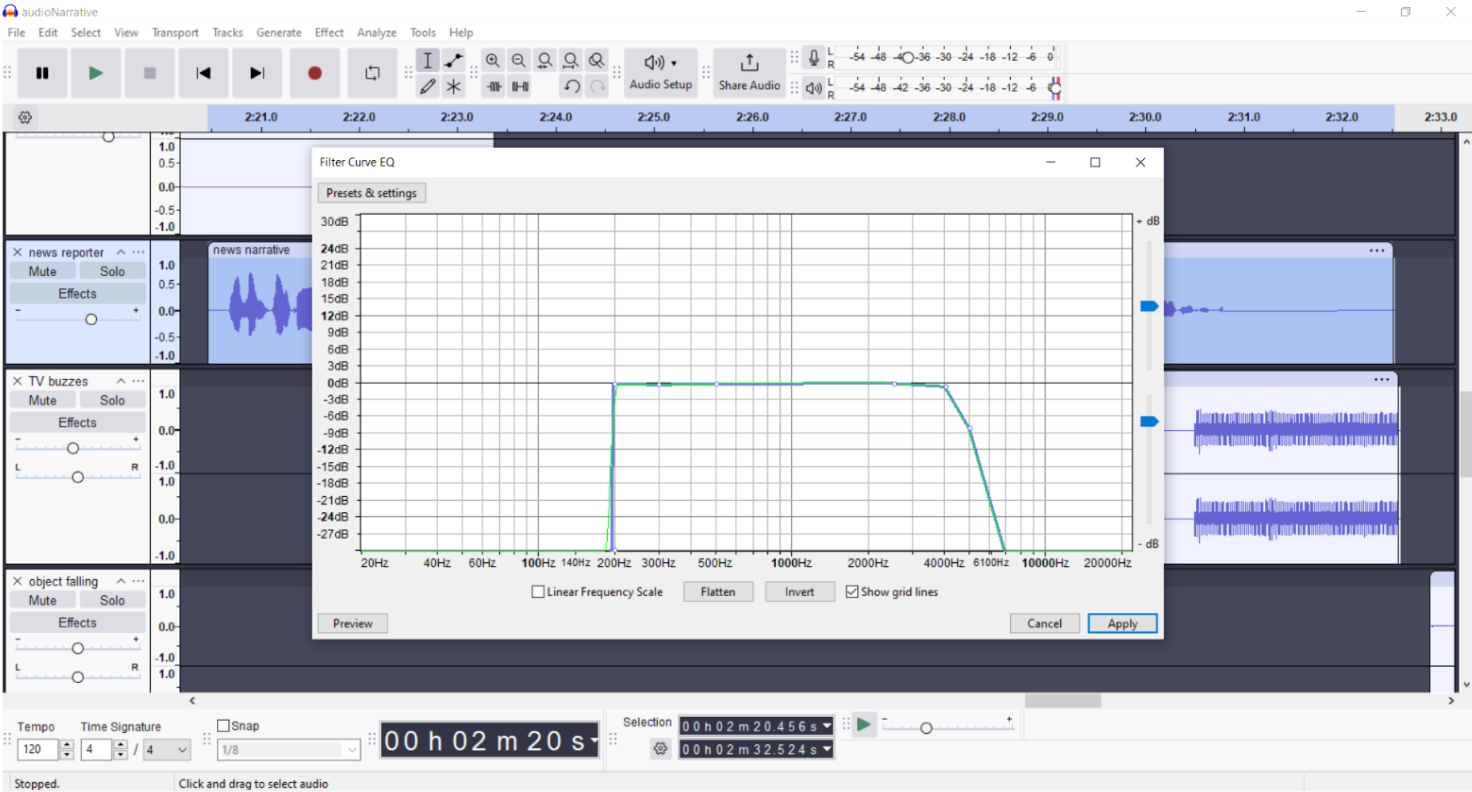 audioNarrative
File Edit Select View Transport Tracks Generate Effect Analyze Tools Help
Audio Setup
Share Audio
L R -54 -48 -42 -36 -30 -24 -18 -12 -6 0
L R -54 -48 -42 -36 -30 -24 -18 -12 -6 0
2:21.0 2:22.0 2:23.0 2:24.0 2:25.0 2:26.0 2:27.0 2:28.0 2:29.0 2:30.0 2:31.0 2:32.0 2:33.0
1.0
0.5
0.0
-0.5
-1.0
news reporter
Mute Solo
Effects
- +
1.0
0.5
0.0
-0.5
-1.0
news narrative
TV buzzes
Mute Solo
Effects
- +
L R
1.0
0.0
-1.0
1.0
0.0
-1.0
object falling
Mute Solo
Effects
- +
L R
1.0
0.0
-1.0
1.0
Filter Curve EQ
Presets & settings
+ dB
30dB
24dB
21dB
18dB
15dB
12dB
9dB
6dB
3dB
0dB
-3dB
-6dB
-9dB
-12dB
-15dB
-18dB
-21dB
-24dB
-27dB
- dB
20Hz 40Hz 60Hz 100Hz 140Hz 200Hz 300Hz 500Hz 1000Hz 2000Hz 4000Hz 6100Hz 10000Hz 20000Hz
Linear Frequency Scale Flatten Invert Show grid lines
Preview Cancel Apply
Tempo Time Signature Snap
120 4 / 4 1/8
00 h 02 m 20 s
Selection
00 h 02 m 20.456 s
00 h 02 m 32.524 s
- +
Stopped. Click and drag to select audio